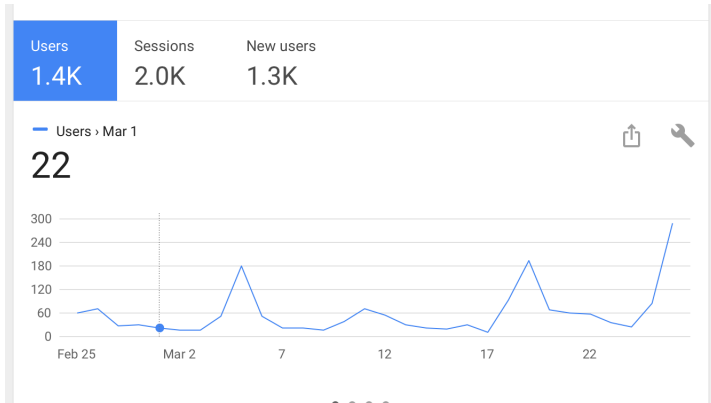 Users Sessions New users
1.4K 2.0K 1.3K
Users › Mar 1
22
300
240
180
120
60
0
Feb 25 Mar 2 7 12 17 22